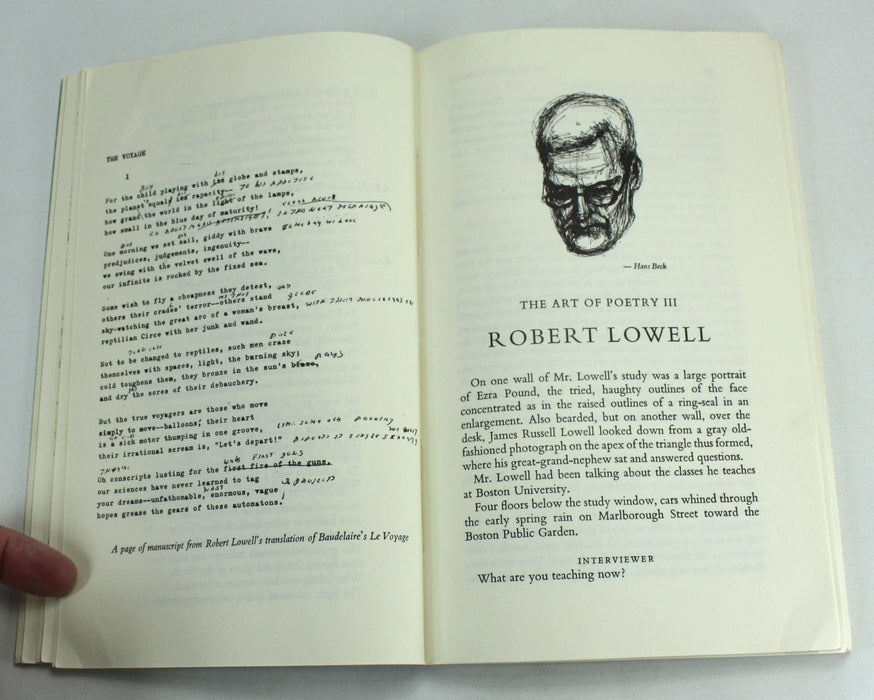 THE VOYAGE
I
For the child playing with his globe and stamps,
the planet equals his rapacity--
how grand the world in the light of the lamps,
how small in the blue day of maturity!
One morning we set sail, giddy with brave
predjudices, judgements, ingenuity--
we swing with the velvet swell of the wave,
our infinite is rocked by the fixed sea.
Some wish to fly a cheapness they detest,
others their cradles' terror--others stand
sky-watching the great arc of a woman's breast,
reptilian Circe with her junk and wand.
Not to be changed to reptiles, such men craze
themselves with spaces, light, the burning sky;
cold toughens them, they bronze in the sun's
and dry the sores of their debauchery.
But the true voyagers are those who move
simply to move--balloons; their heart
is a sick motor thumping in one groove,
their irrational scream is, "Let's depart!"
Oh conscripts lusting for the first fire of the guns,
our sciences have never learned to tag
your dreams--unfathomable, enormous, vague
hopes grease the gears of these automatons.
A page of manuscript from Robert Lowell's translation of Baudelaire's Le Voyage
— Hans Beck
THE ART OF POETRY III
ROBERT LOWELL
On one wall of Mr. Lowell's study was a large portrait
of Ezra Pound, the tried, haughty outlines of the face
concentrated as in the raised outlines of a ring-seal in an
enlargement. Also bearded, but on another wall, over the
desk, James Russell Lowell looked down from a gray old-
fashioned photograph on the apex of the triangle thus formed,
where his great-grand-nephew sat and answered questions.
Mr. Lowell had been talking about the classes he teaches
at Boston University.
Four floors below the study window, cars whined through
the early spring rain on Marlborough Street toward the
Boston Public Garden.
INTERVIEWER
What are you teaching now?